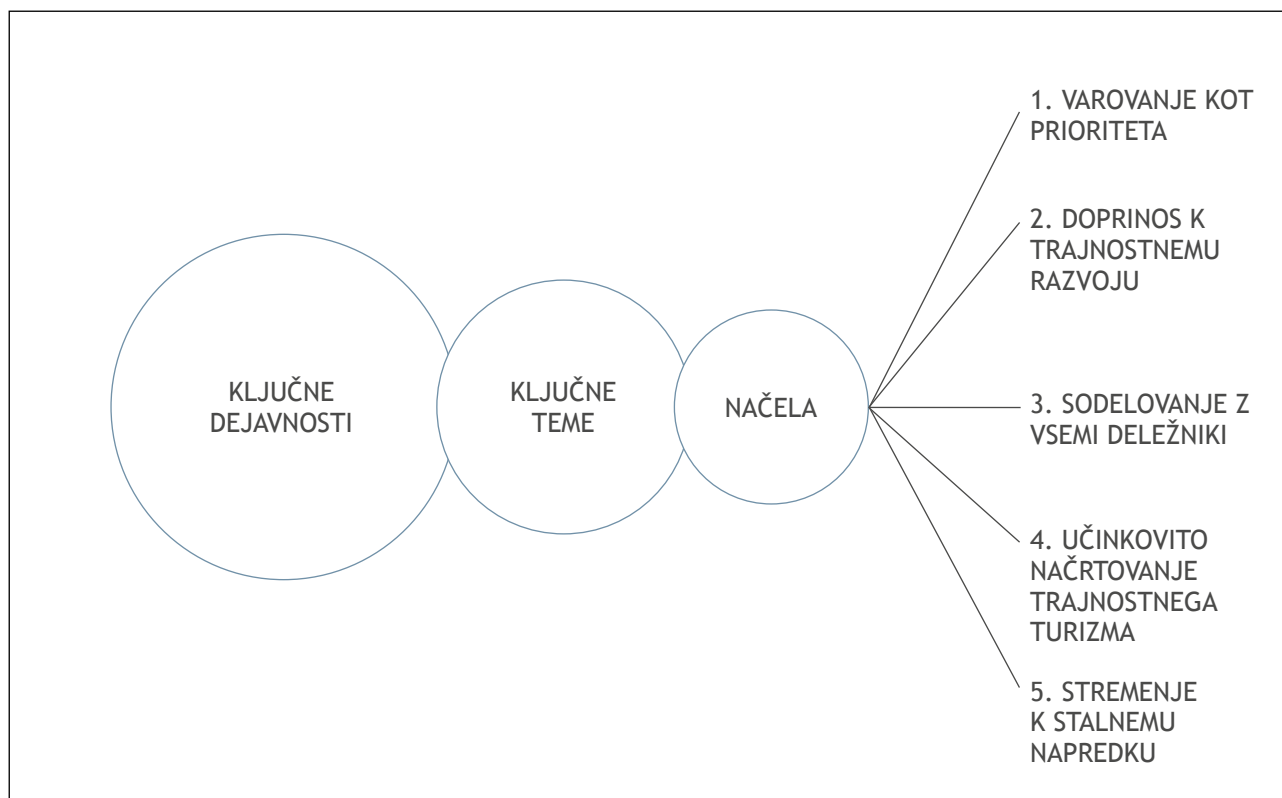 KLJUČNE
DEJAVNOSTI
KLJUČNE
TEME
NAČELA
1. VAROVANJE KOT
PRIORITETA
2. DOPRINOS K
TRAJNOSTNEMU
RAZVOJU
3. SODELOVANJE Z
VSEMI DELEŽNIKI
4. UČINKOVITO
NAČRTOVANJE
TRAJNOSTNEGA
TURIZMA
5. STREMENJE
K STALNEMU
NAPREDKU